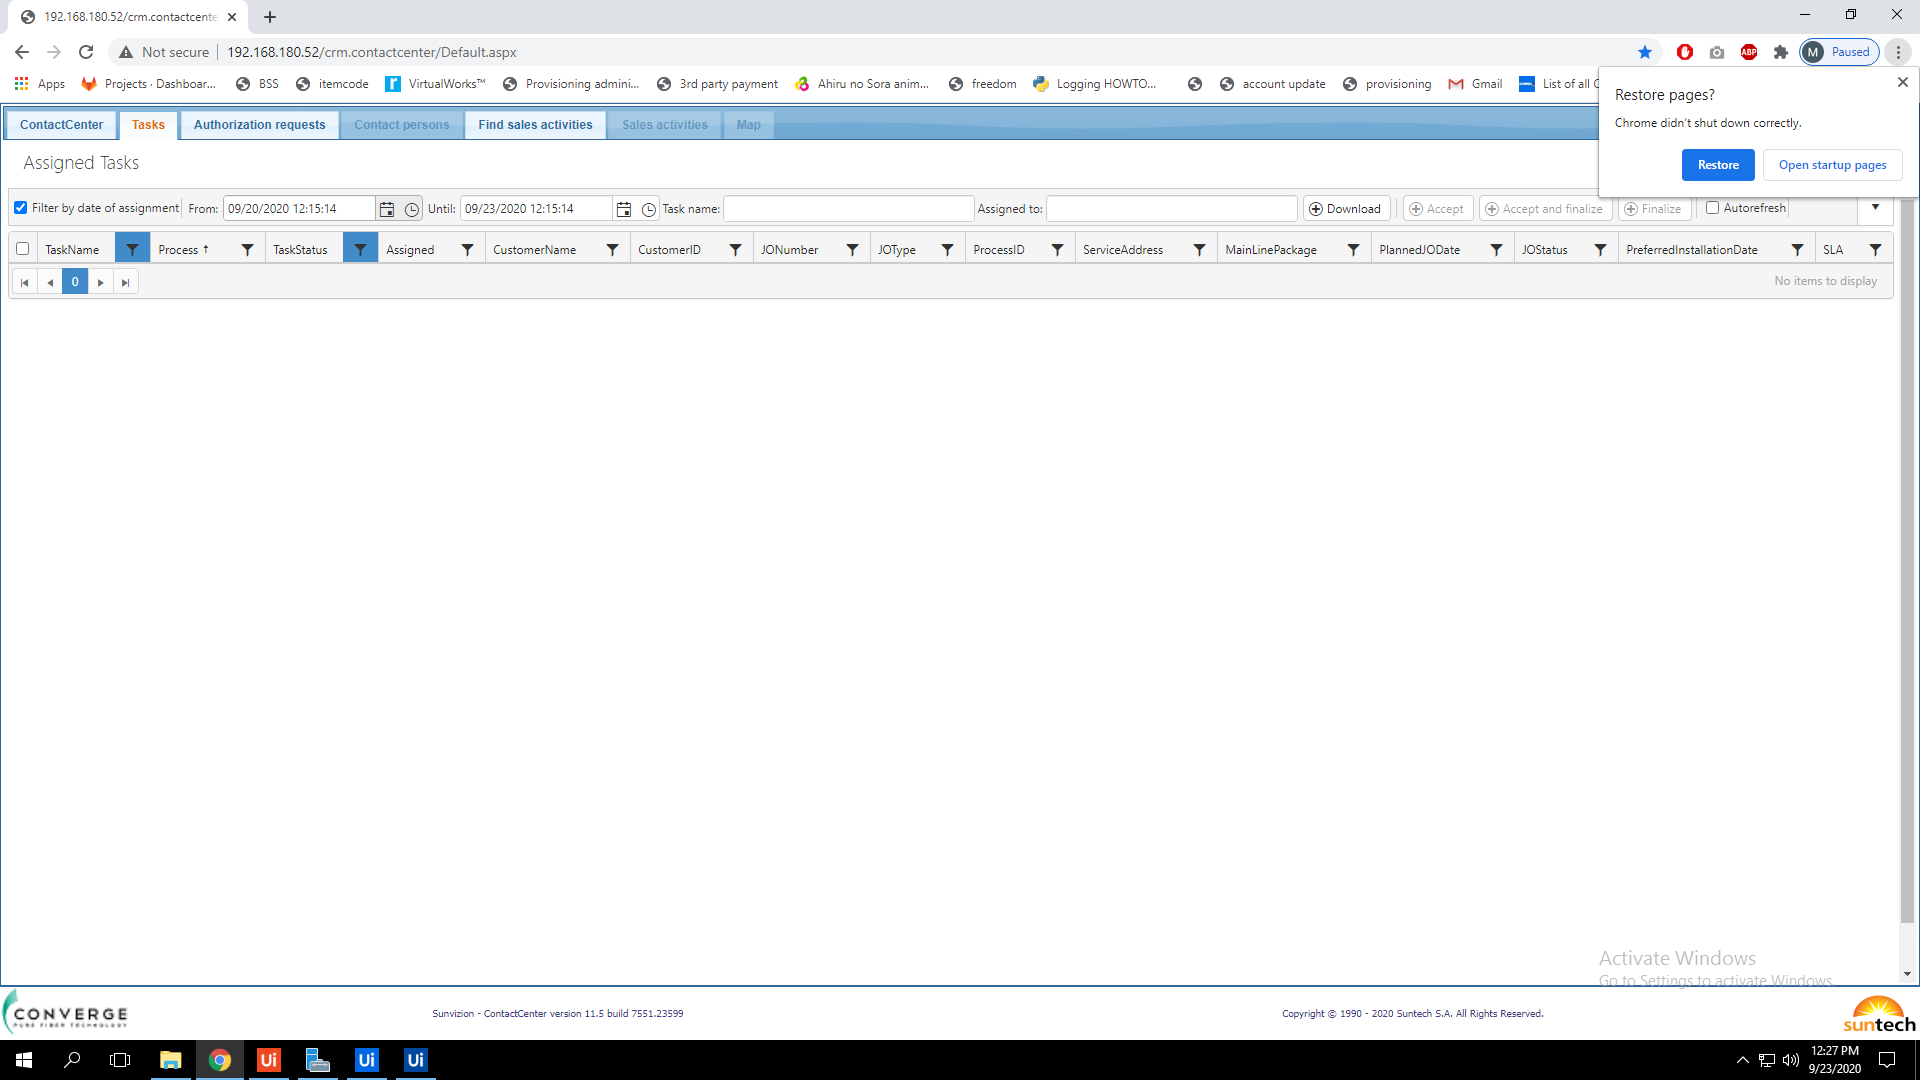 192.168.180.52/crm.contactcente
Not secure 192.168.180.52/crm.contactcenter/Default.aspx
ABP
M Paused
Apps Projects · Dashboar... BSS itemcode VirtualWorks™ Provisioning admini... 3rd party payment Ahiru no Sora anim... freedom Logging HOWTO... account update provisioning Gmail List of all C
Restore pages?
Chrome didn't shut down correctly.
Restore Open startup pages
ContactCenter Tasks Authorization requests Contact persons Find sales activities Sales activities Map
Assigned Tasks
Filter by date of assignment From: 09/20/2020 12:15:14 Until: 09/23/2020 12:15:14 Task name: Assigned to: Download Accept Accept and finalize Finalize Autorefresh
TaskName Process TaskStatus Assigned CustomerName CustomerID JONumber JOType ProcessID ServiceAddress MainLinePackage PlannedJODate JOStatus PreferredInstallationDate SLA
0 No items to display
Activate Windows
Go to Settings to activate Windows.
CONVERGE
PURE FIBER TECHNOLOGY
Sunvizion - ContactCenter version 11.5 build 7551.23599
Copyright © 1990 - 2020 Suntech S.A. All Rights Reserved.
suntech
Ui Ui Ui
12:27 PM
9/23/2020